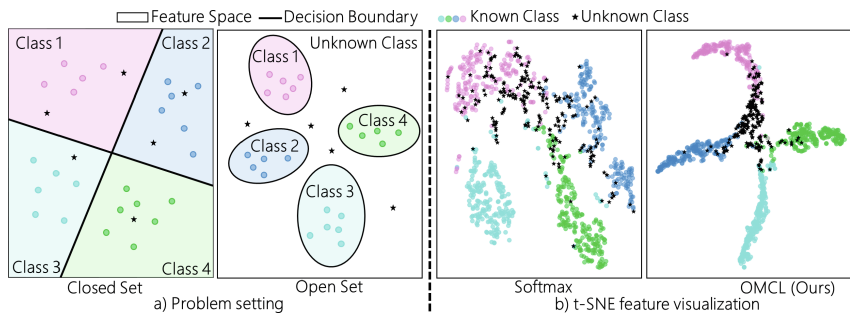 Feature Space Decision Boundary Known Class Unknown Class
Class 1
Class 2
Class 3
Class 4
Unknown Class
Class 1
Class 4
Class 2
Class 3
Closed Set
Open Set
Softmax
OMCL (Ours)
a) Problem setting
b) t-SNE feature visualization